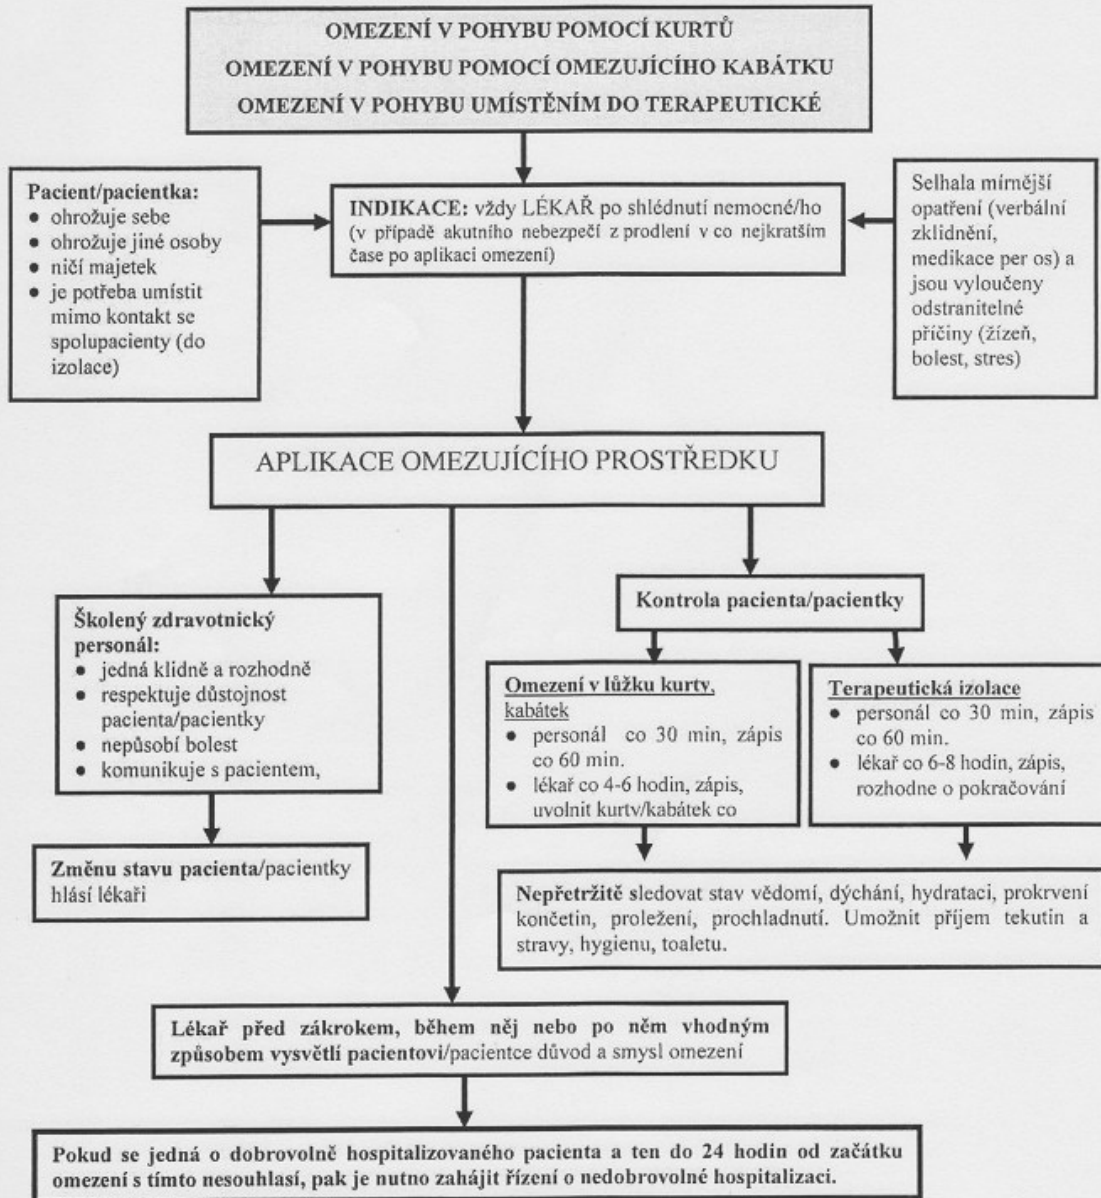 OMEZENÍ V POHYBU POMOCÍ KURTŮ
OMEZENÍ V POHYBU POMOCÍ OMEZUJÍCÍHO KABÁTKU
OMEZENÍ V POHYBU UMÍSTĚNÍM DO TERAPEUTICKÉ
Pacient/pacientka:
● ohrožuje sebe
● ohrožuje jiné osoby
● ničí majetek
● je potřeba umístit
mimo kontakt se
spolupacienty (do
izolace)
INDIKACE: vždy LÉKAŘ po shlédnutí nemocné/ho
(v případě akutního nebezpečí z prodlení v co nejkratším
čase po aplikaci omezení)
Selhala mírnější
opatření (verbální
zklidnění,
medikace per os) a
jsou vyloučeny
odstranitelné
příčiny (žízeň,
bolest, stres)
APLIKACE OMEZUJÍCÍHO PROSTŘEDKU
Školený zdravotnický
personál:
● jedná klidně a rozhodně
● respektuje důstojnost
pacienta/pacientky
● nepůsobí bolest
● komunikuje s pacientem,
Změnu stavu pacienta/pacientky
hlásí lékaři
Kontrola pacienta/pacientky
Omezení v lůžku kurty,
kabátek
● personál co 30 min, zápis
co 60 min.
● lékař co 4-6 hodin, zápis,
uvolnit kurty/kabátek co
Terapeutická izolace
● personál co 30 min, zápis
co 60 min.
● lékař co 6-8 hodin, zápis,
rozhodne o pokračování
Nepřetržitě sledovat stav vědomí, dýchání, hydrataci, prokrvení
končetin, proležení, prochladnutí. Umožnit příjem tekutin a
stravy, hygienu, toaletu.
Lékař před zákrokem, během něj nebo po něm vhodným
způsobem vysvětlí pacientovi/pacientce důvod a smysl omezení
Pokud se jedná o dobrovolně hospitalizovaného pacienta a ten do 24 hodin od začátku
omezení s tímto nesouhlasí, pak je nutno zahájit řízení o nedobrovolné hospitalizaci.